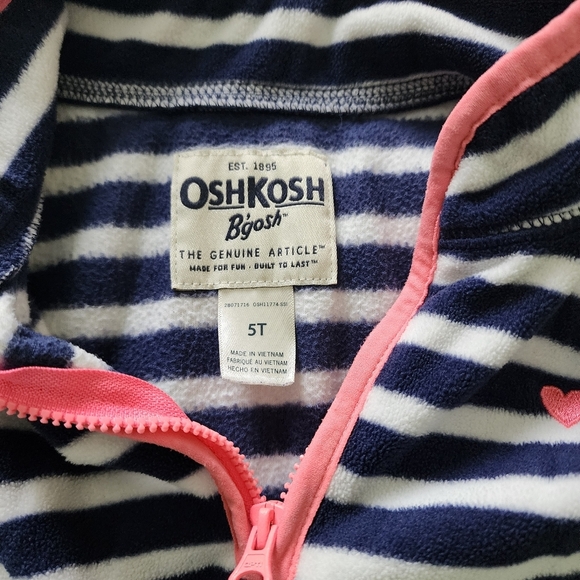 EST. 1895
OSHKOSH
B'gosh™
THE GENUINE ARTICLE™
MADE FOR FUN · BUILT TO LAST™
5T
MADE IN VIETNAM
FABRIQUÉ AU VIETNAM
HECHO EN VIETNAM